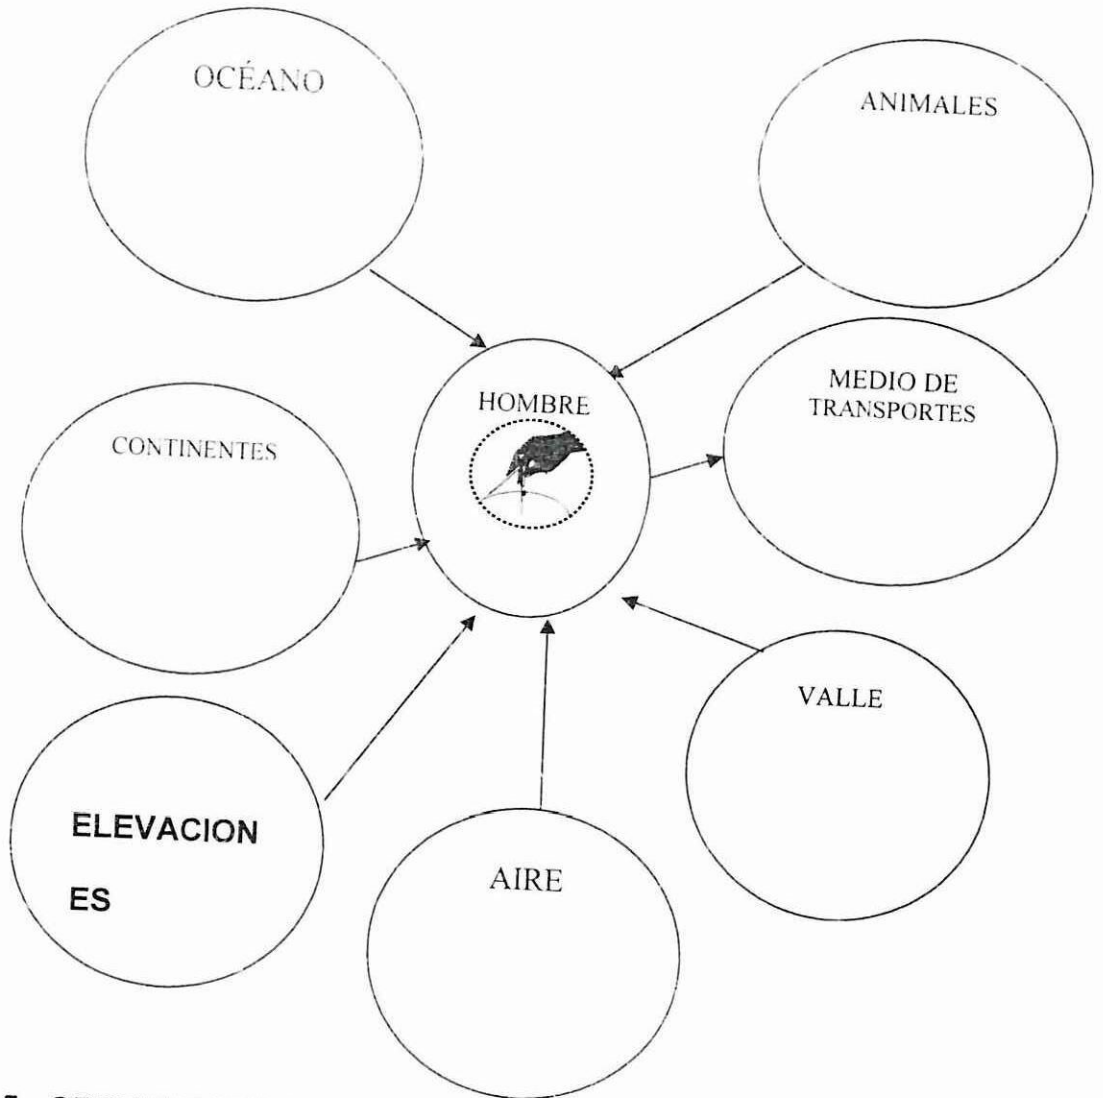 OCÉANO
ANIMALES
HOMBRE
MEDIO DE
TRANSPORTES
CONTINENTES
VALLE
ELEVACION
ES
AIRE